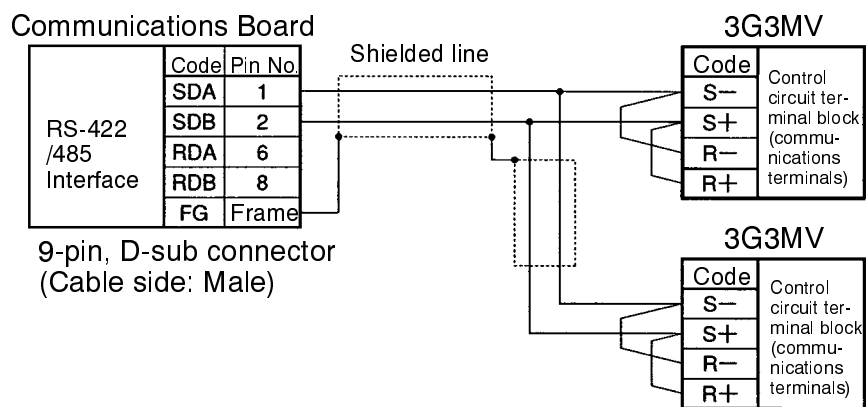 Communications Board
Code Pin No.
RS-422
/485
Interface
SDA 1
SDB 2
RDA 6
RDB 8
FG Frame
9-pin, D-sub connector
(Cable side: Male)
Shielded line
3G3MV
Code
S−
S+
R−
R+
Control
circuit ter-
minal block
(commu-
nications
terminals)
3G3MV
Code
S−
S+
R−
R+
Control
circuit ter-
minal block
(commu-
nications
terminals)